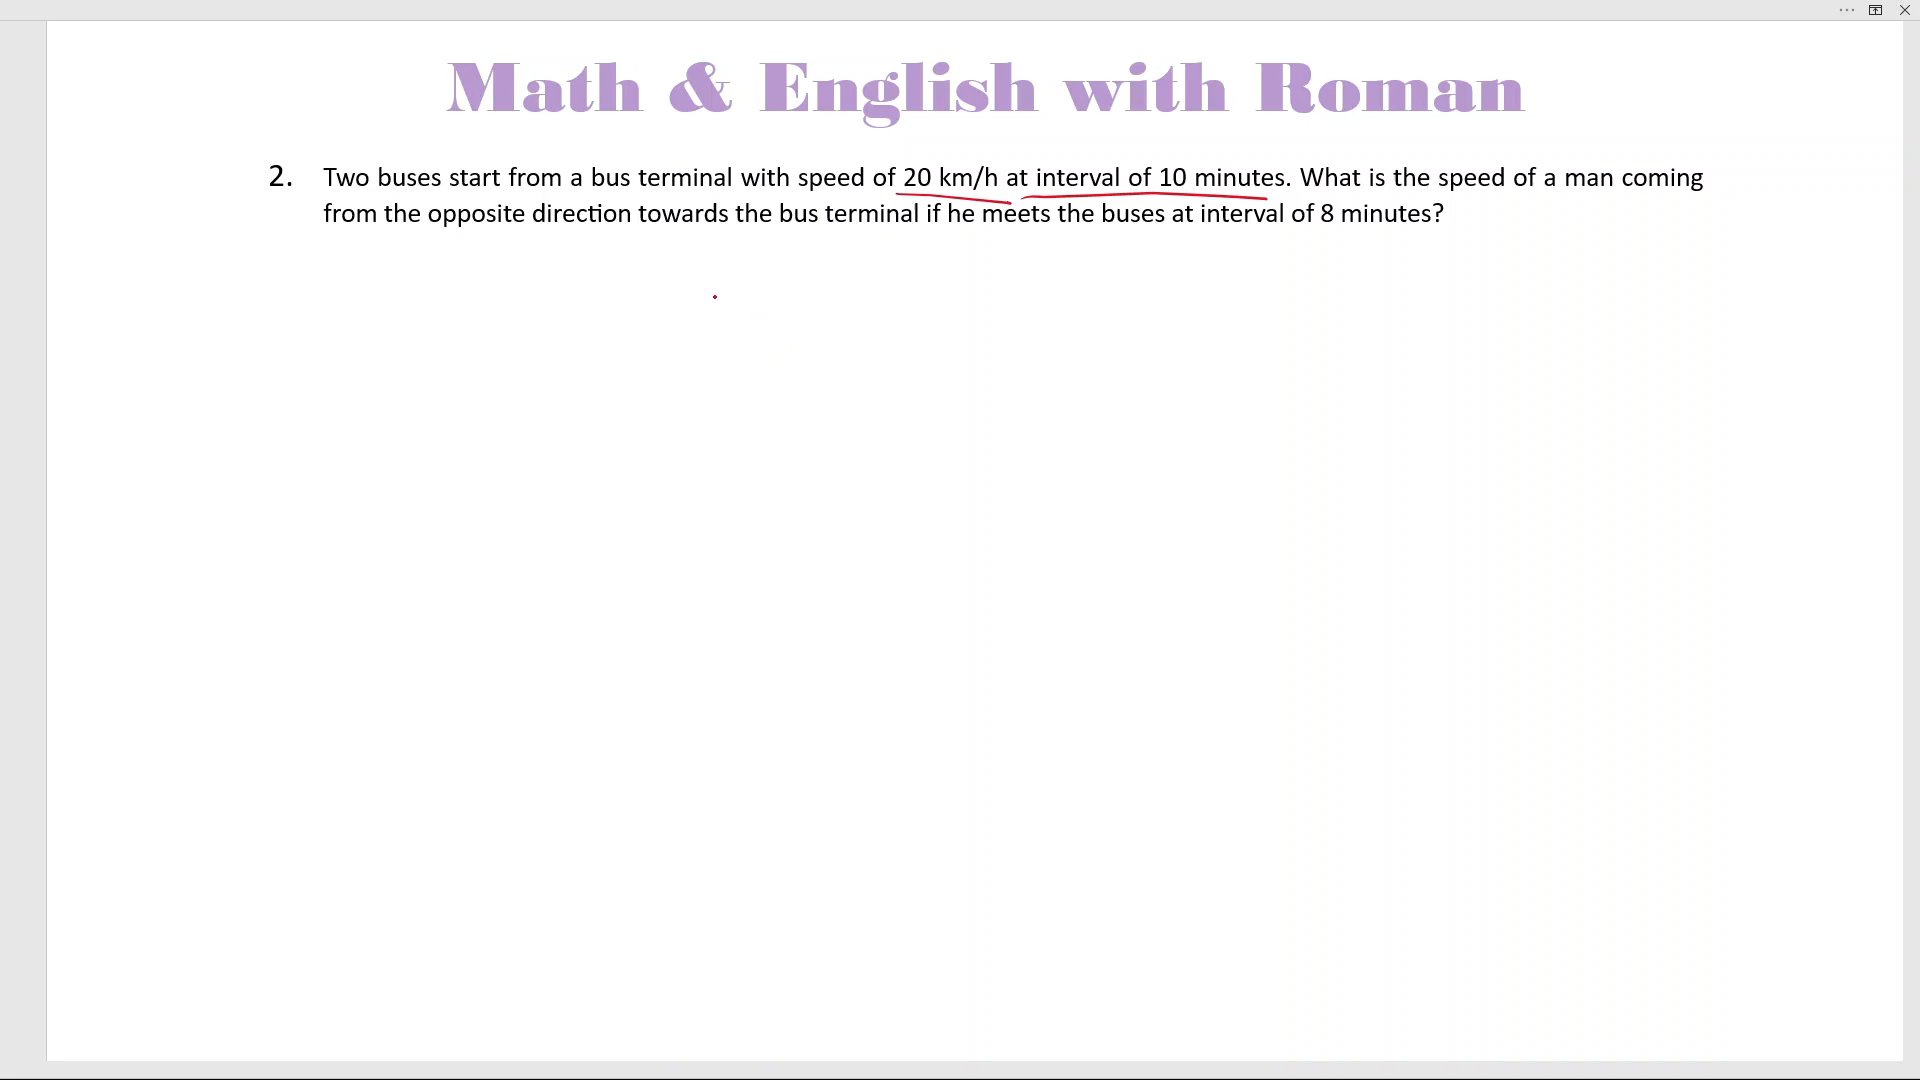 Math & English with Roman
2. Two buses start from a bus terminal with speed of 20 km/h at interval of 10 minutes. What is the speed of a man coming
from the opposite direction towards the bus terminal if he meets the buses at interval of 8 minutes?